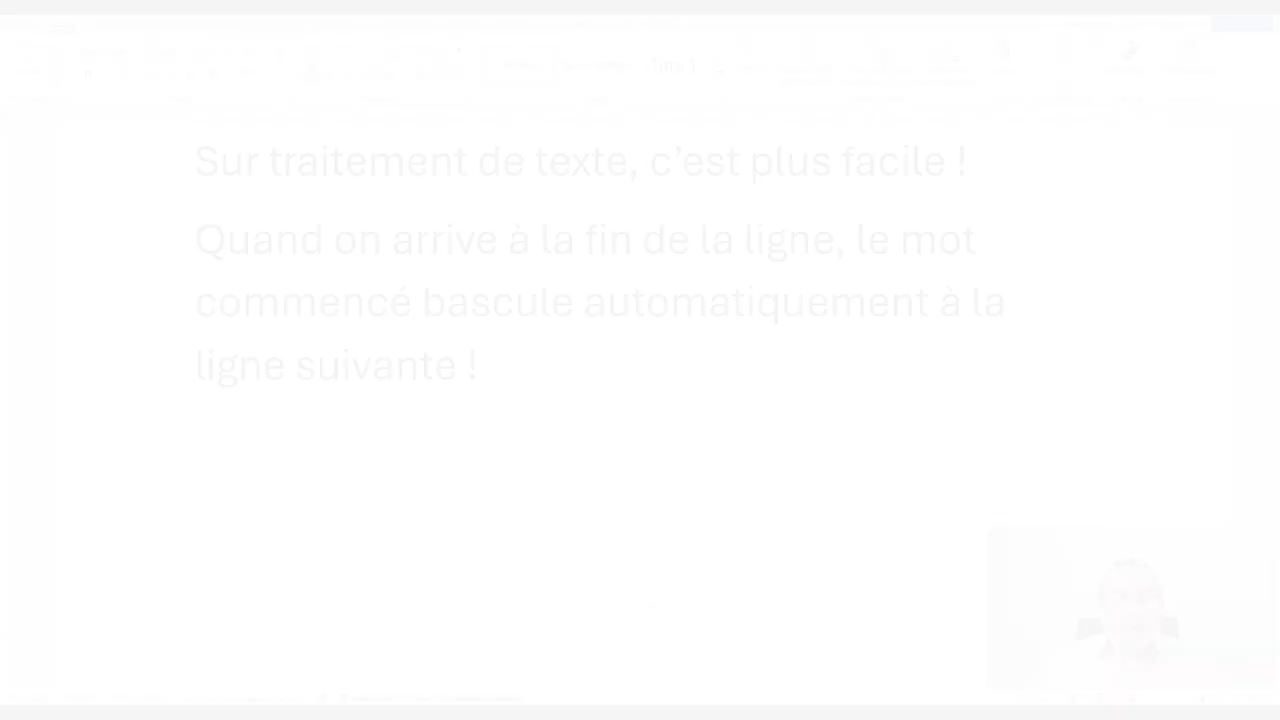 Sur traitement de texte, c’est plus facile !
Quand on arrive à la fin de la ligne, le mot
commencé bascule automatiquement à la
ligne suivante !